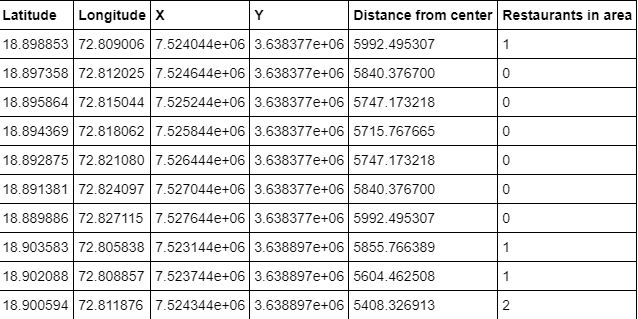 Latitude Longitude X Y Distance from center Restaurants in area
18.898853 72.809006 7.524044e+06 3.638377e+06 5992.495307 1
18.897358 72.812025 7.524644e+06 3.638377e+06 5840.376700 0
18.895864 72.815044 7.525244e+06 3.638377e+06 5747.173218 0
18.894369 72.818062 7.525844e+06 3.638377e+06 5715.767665 0
18.892875 72.821080 7.526444e+06 3.638377e+06 5747.173218 0
18.891381 72.824097 7.527044e+06 3.638377e+06 5840.376700 0
18.889886 72.827115 7.527644e+06 3.638377e+06 5992.495307 0
18.903583 72.805838 7.523144e+06 3.638897e+06 5855.766389 1
18.902088 72.808857 7.523744e+06 3.638897e+06 5604.462508 1
18.900594 72.811876 7.524344e+06 3.638897e+06 5408.326913 2